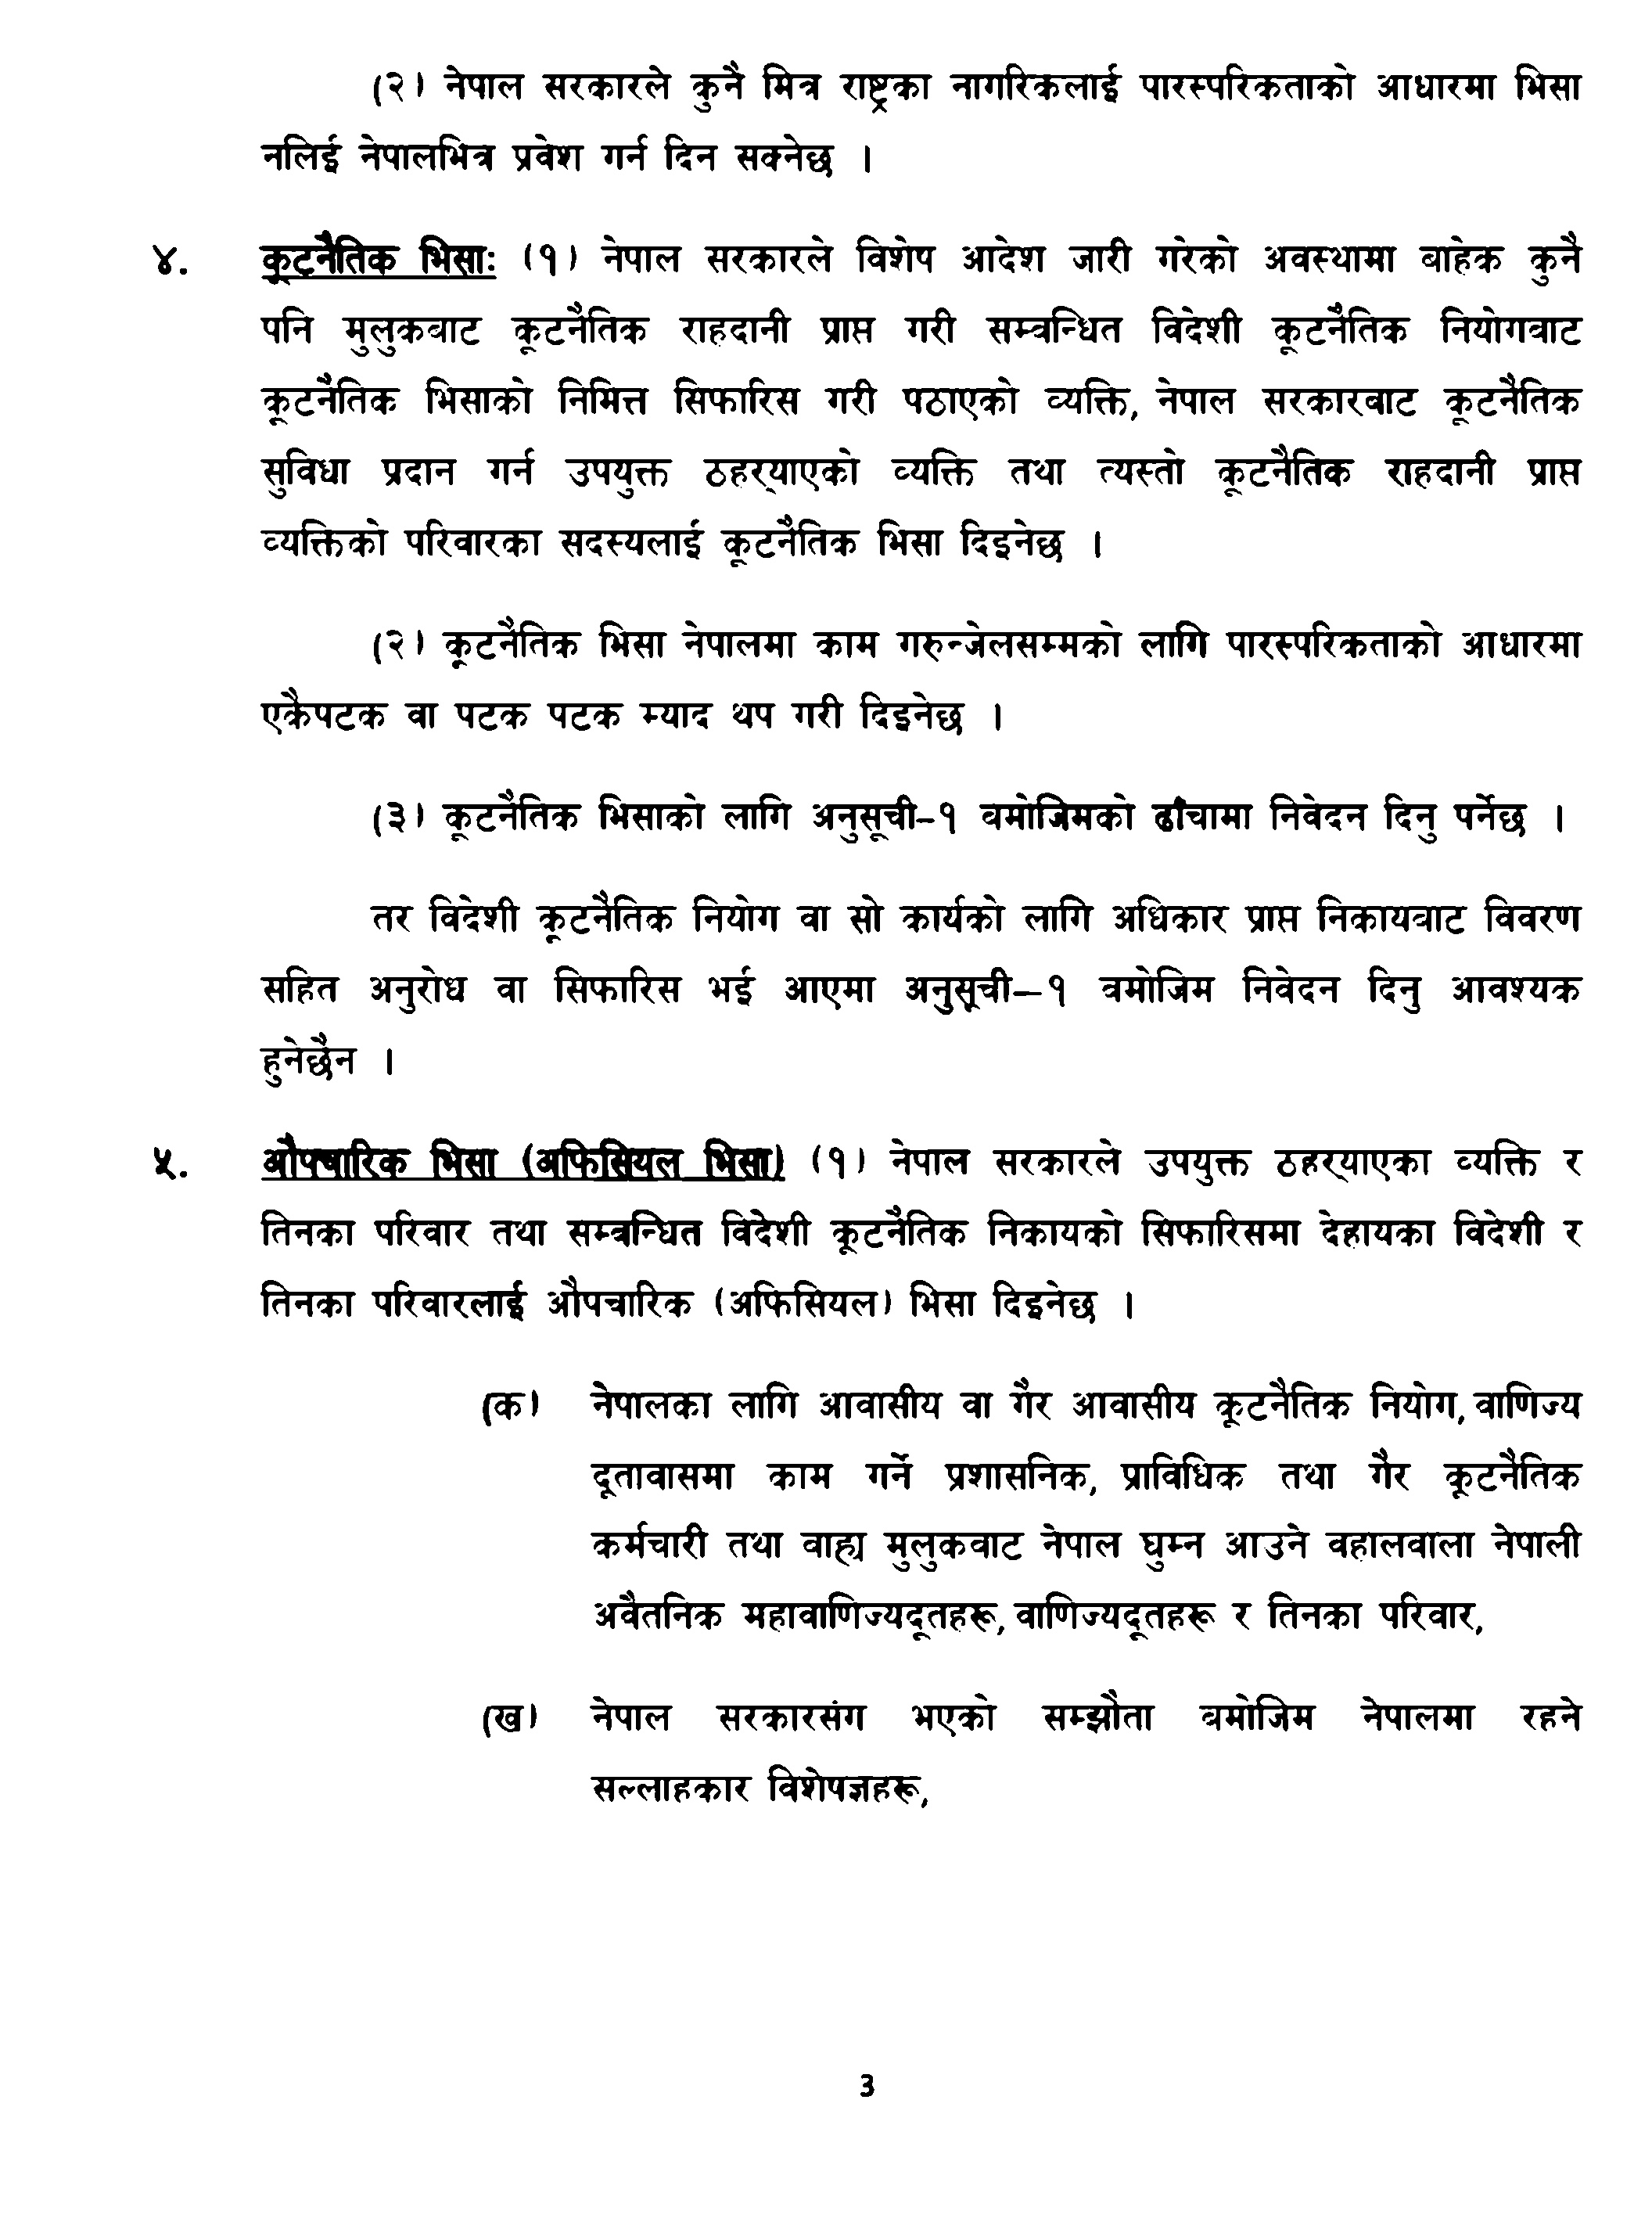 (२) नेपाल सरकारले कुनै मित्र राष्ट्रका नागरिकलाई पारस्परिकताको आधारमा भिसा
नलिई नेपालभित्र प्रवेश गर्न दिन सक्नेछ ।
४. कूटनैतिक भिसाः (१) नेपाल सरकारले विशेष आदेश जारी गरेको अवस्थामा बाहेक कुनै
पनि मुलुकबाट कूटनैतिक राहदानी प्राप्त गरी सम्बन्धित विदेशी कूटनैतिक नियोगबाट
कूटनैतिक भिसाको निमित्त सिफारिस गरी पठाएको व्यक्ति, नेपाल सरकारबाट कूटनैतिक
सुविधा प्रदान गर्न उपयुक्त ठहर्‍याएको व्यक्ति तथा त्यस्तो कूटनैतिक राहदानी प्राप्त
व्यक्तिको परिवारका सदस्यलाई कूटनैतिक भिसा दिइनेछ ।
(२) कूटनैतिक भिसा नेपालमा काम गरुन्जेलसम्मको लागि पारस्परिकताको आधारमा
एकैपटक वा पटक पटक म्याद थप गरी दिइनेछ ।
(३) कूटनैतिक भिसाको लागि अनुसूची–१ बमोजिमको ढाँचामा निवेदन दिनु पर्नेछ ।
तर विदेशी कूटनैतिक नियोग वा सो कार्यको लागि अधिकार प्राप्त निकायबाट विवरण
सहित अनुरोध वा सिफारिस भई आएमा अनुसूची–१ बमोजिम निवेदन दिनु आवश्यक
हुनेछैन ।
५. औपचारिक भिसा (अफिसियल भिसा) (१) नेपाल सरकारले उपयुक्त ठहर्‍याएका व्यक्ति र
तिनका परिवार तथा सम्बन्धित विदेशी कूटनैतिक निकायको सिफारिसमा देहायका विदेशी र
तिनका परिवारलाई औपचारिक (अफिसियल) भिसा दिइनेछ ।
(क) नेपालका लागि आवासीय वा गैर आवासीय कूटनैतिक नियोग, वाणिज्य
दूतावासमा काम गर्ने प्रशासनिक, प्राविधिक तथा गैर कूटनैतिक
कर्मचारी तथा वाह्य मुलुकबाट नेपाल घुम्न आउने बहालवाला नेपाली
अवैतनिक महावाणिज्यदूतहरू, वाणिज्यदूतहरू र तिनका परिवार,
(ख) नेपाल सरकारसंग भएको सम्झौता बमोजिम नेपालमा रहने
सल्लाहकार विशेषज्ञहरू,
३